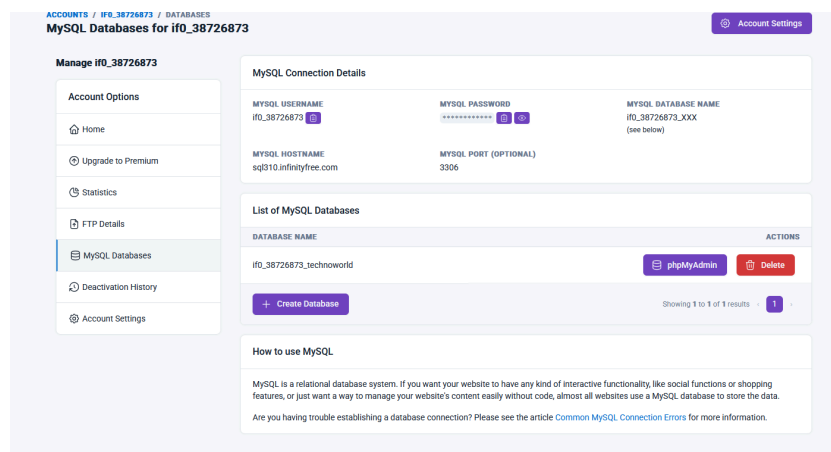 ACCOUNTS / IF0_38726873 / DATABASES
MySQL Databases for if0_38726873
Account Settings
Manage if0_38726873
Account Options
Home
Upgrade to Premium
Statistics
FTP Details
MySQL Databases
Deactivation History
Account Settings
MySQL Connection Details
MYSQL USERNAME
if0_38726873
MYSQL PASSWORD
************
MYSQL DATABASE NAME
if0_38726873_XXX
(see below)
MYSQL HOSTNAME
sql310.infinityfree.com
MYSQL PORT (OPTIONAL)
3306
List of MySQL Databases
DATABASE NAME ACTIONS
if0_38726873_technoworld phpMyAdmin Delete
+ Create Database Showing 1 to 1 of 1 results ‹ 1 ›
How to use MySQL
MySQL is a relational database system. If you want your website to have any kind of interactive functionality, like social functions or shopping
features, or just want a way to manage your website's content easily without code, almost all websites use a MySQL database to store the data.
Are you having trouble establishing a database connection? Please see the article Common MySQL Connection Errors for more information.